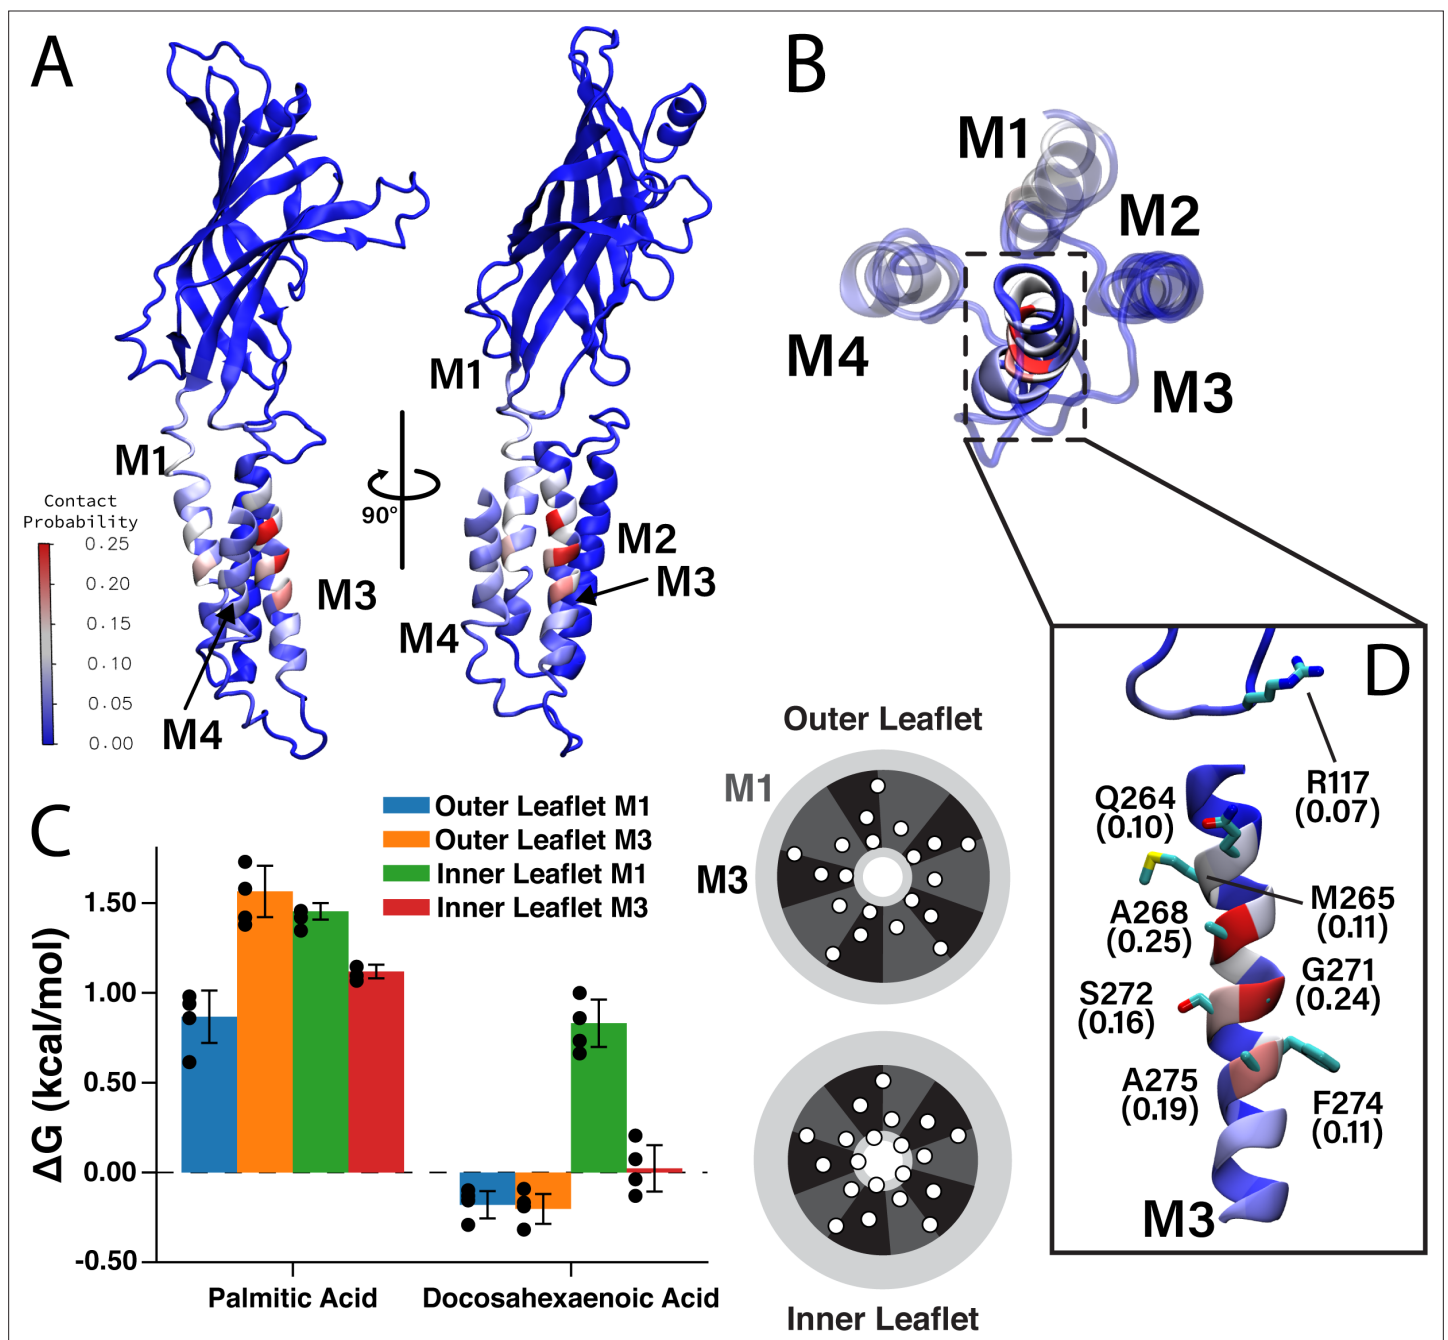 A
M1
M1
90°
M2
M3
M3
M4
M4
Contact
Probability
0.25
0.20
0.15
0.10
0.05
0.00
B
M1
M2
M4
M3
C
Outer Leaflet M1
Outer Leaflet M3
Inner Leaflet M1
Inner Leaflet M3
ΔG (kcal/mol)
1.50
1.00
0.50
0.00
-0.50
Palmitic Acid
Docosahexaenoic Acid
Outer Leaflet
M1
M3
Inner Leaflet
D
R117
(0.07)
Q264
(0.10)
M265
(0.11)
A268
(0.25)
G271
(0.24)
S272
(0.16)
A275
(0.19)
F274
(0.11)
M3